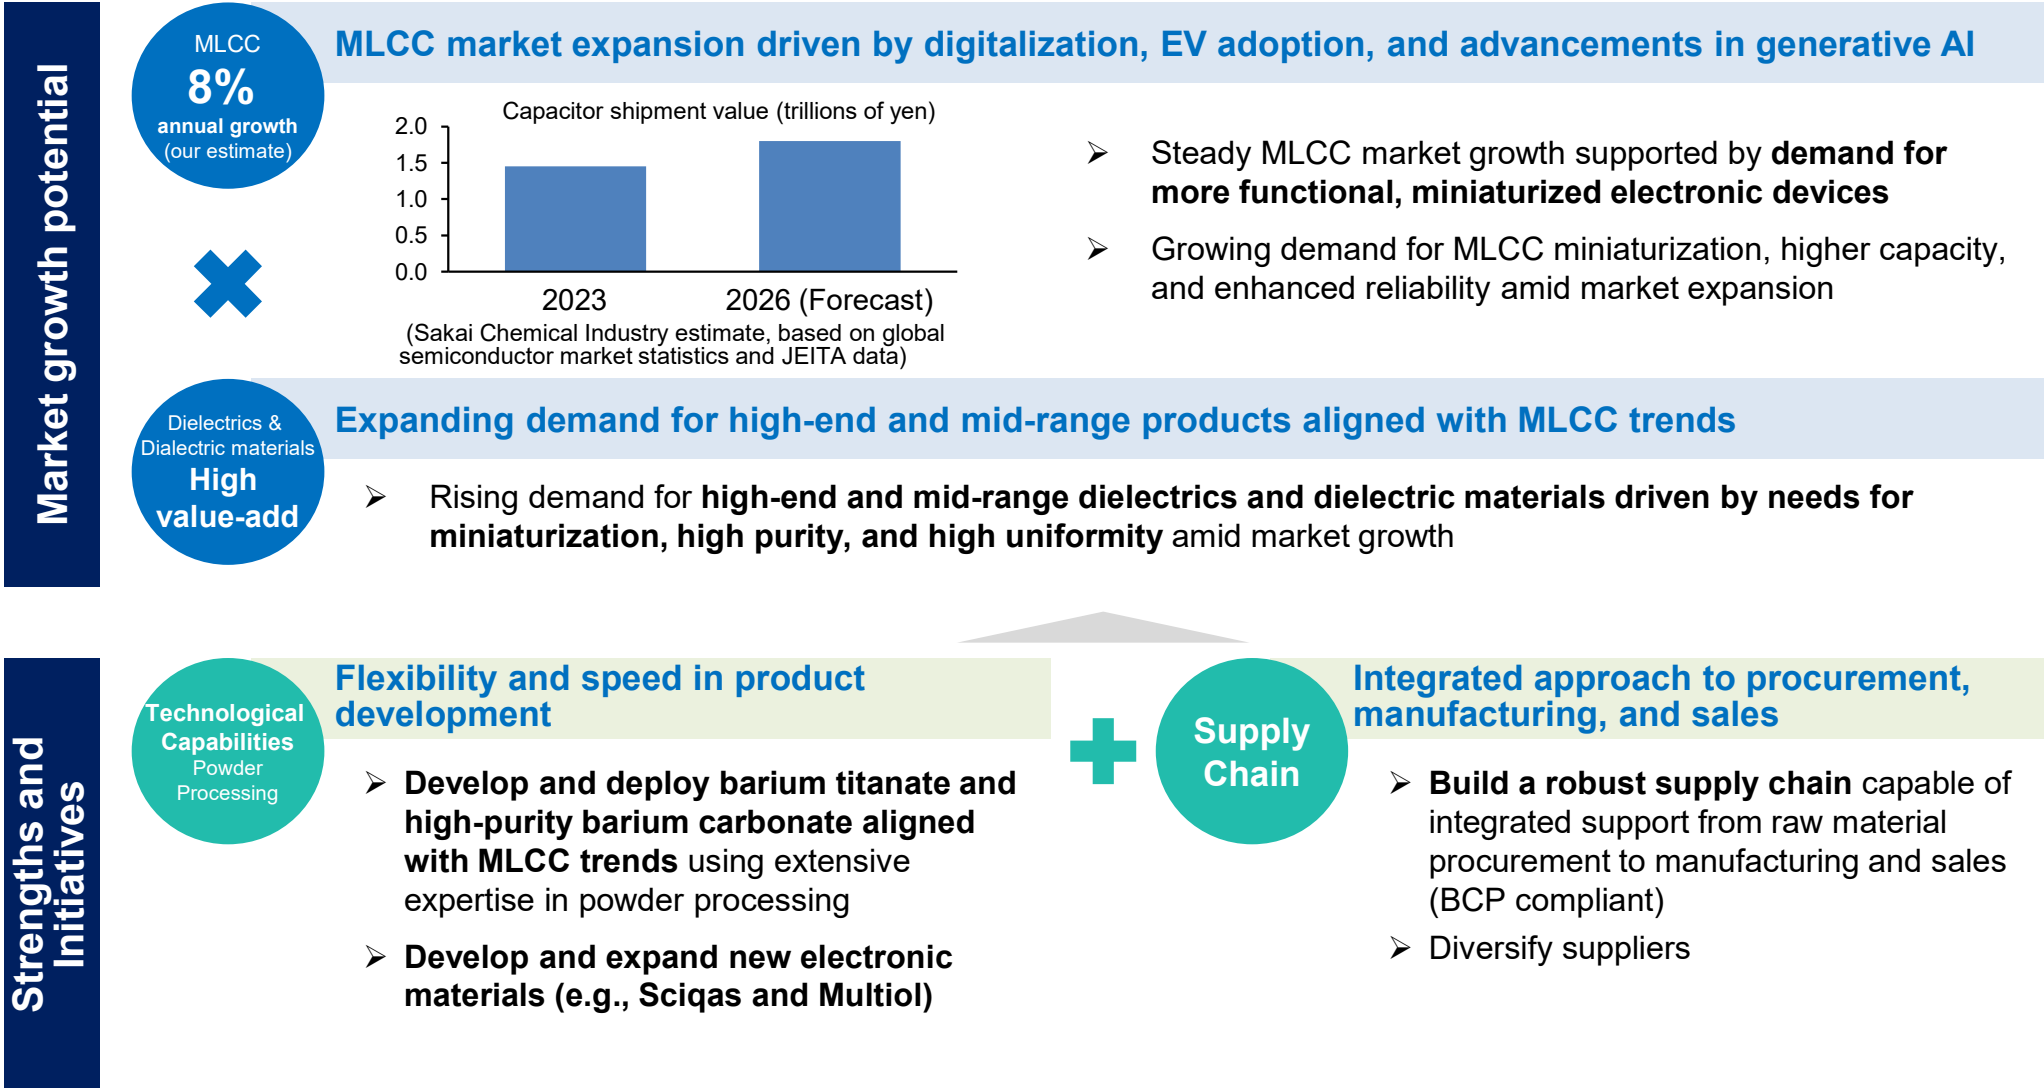 Market growth potential
MLCC
8%
annual growth
(our estimate)
MLCC market expansion driven by digitalization, EV adoption, and advancements in generative AI
Capacitor shipment value (trillions of yen)
2.0
1.5
1.0
0.5
0.0
2023
2026 (Forecast)
(Sakai Chemical Industry estimate, based on global
semiconductor market statistics and JEITA data)
➢ Steady MLCC market growth supported by demand for
more functional, miniaturized electronic devices
➢ Growing demand for MLCC miniaturization, higher capacity,
and enhanced reliability amid market expansion
Dielectrics &
Dialectric materials
High
value-add
Expanding demand for high-end and mid-range products aligned with MLCC trends
➢ Rising demand for high-end and mid-range dielectrics and dielectric materials driven by needs for
miniaturization, high purity, and high uniformity amid market growth
Strengths and
Initiatives
Technological
Capabilities
Powder
Processing
Flexibility and speed in product
development
➢ Develop and deploy barium titanate and
high-purity barium carbonate aligned
with MLCC trends using extensive
expertise in powder processing
➢ Develop and expand new electronic
materials (e.g., Sciqas and Multiol)
Supply
Chain
Integrated approach to procurement,
manufacturing, and sales
➢ Build a robust supply chain capable of
integrated support from raw material
procurement to manufacturing and sales
(BCP compliant)
➢ Diversify suppliers